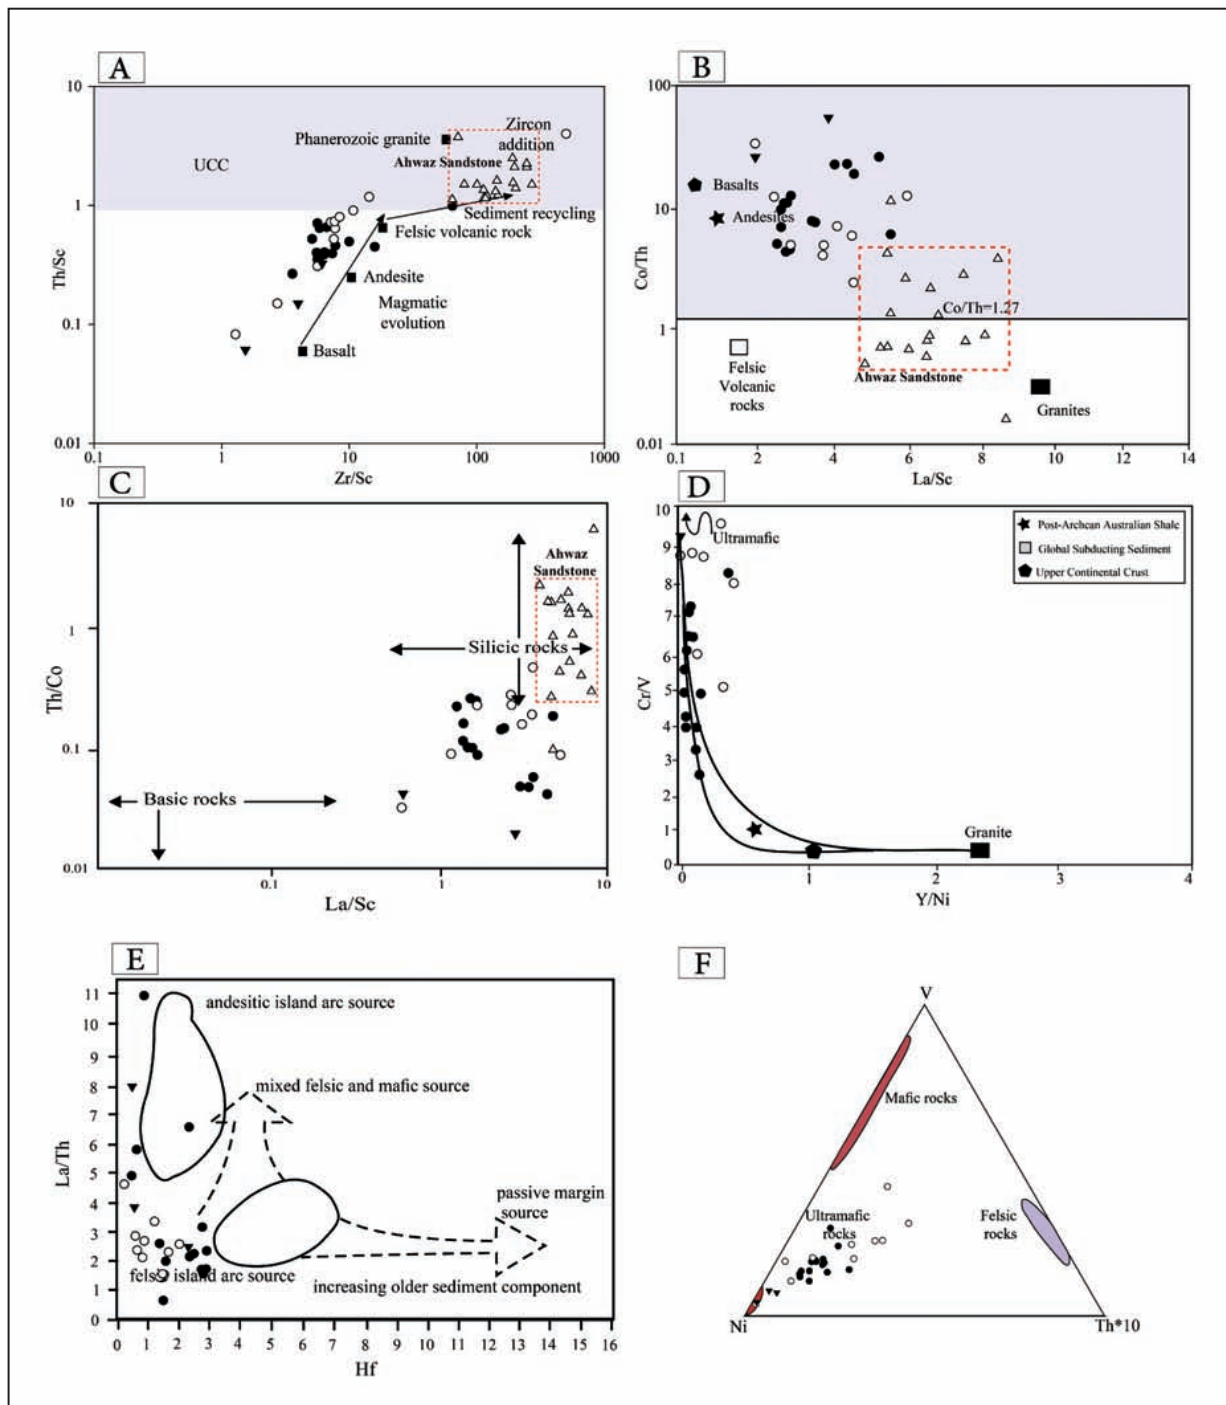 A
10
1
0.1
0.01
Th/Sc
UCC
Phanerozoic granite
Zircon
addition
Ahwaz Sandstone
Sediment recycling
Felsic volcanic rock
Andesite
Magmatic
evolution
Basalt
0.1
1
10
100
1000
Zr/Sc
B
100
10
1
0.01
Co/Th
Basalts
Andesites
Co/Th=1.27
Felsic
Volcanic
rocks
Ahwaz Sandstone
Granites
0.1
2
4
6
8
10
12
14
La/Sc
C
10
1
0.1
0.01
Th/Co
Ahwaz
Sandstone
Silicic rocks
Basic rocks
0.1
1
10
La/Sc
D
10
9
8
7
6
5
4
3
2
1
0
Cr/V
Ultramafic
Post-Archean Australian Shale
Global Subducting Sediment
Upper Continental Crust
Granite
0
1
2
3
4
Y/Ni
E
11
10
9
8
7
6
5
4
3
2
1
0
La/Th
andesitic island arc source
mixed felsic and mafic source
passive margin
source
felsic island arc source
increasing older sediment component
0 1 2 3 4 5 6 7 8 9 10 11 12 13 14 15 16
Hf
F
V
Mafic rocks
Ultramafic
rocks
Felsic
rocks
Ni
Th*10